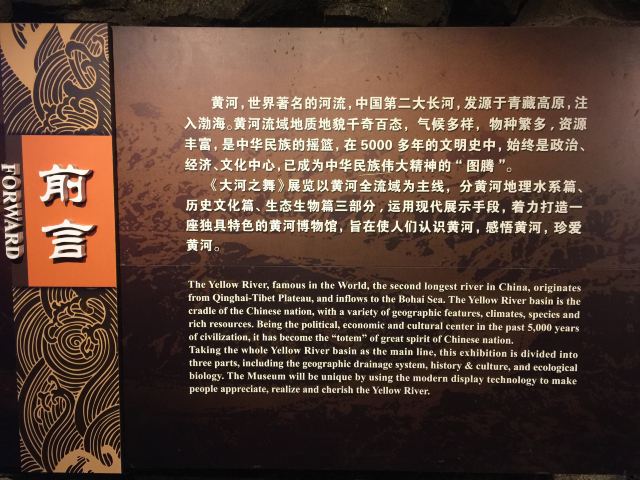 前言
FORWARD
黄河，世界著名的河流，中国第二大长河，发源于青藏高原，注
入渤海。黄河流域地质地貌千奇百态，气候多样，物种繁多，资源
丰富，是中华民族的摇篮，在5000多年的文明史中，始终是政治、
经济、文化中心，已成为中华民族伟大精神的“图腾”。
《大河之舞》展览以黄河全流域为主线，分黄河地理水系篇、
历史文化篇、生态生物篇三部分，运用现代展示手段，着力打造一
座独具特色的黄河博物馆，旨在使人们认识黄河，感悟黄河，珍爱
黄河。
The Yellow River, famous in the World, the second longest river in China, originates
from Qinghai-Tibet Plateau, and inflows to the Bohai Sea. The Yellow River basin is the
cradle of the Chinese nation, with a variety of geographic features, climates, species and
rich resources. Being the political, economic and cultural center in the past 5,000 years
of civilization, it has become the “totem” of great spirit of Chinese nation.
Taking the whole Yellow River basin as the main line, this exhibition is divided into
three parts, including the geographic drainage system, history & culture, and ecological
biology. The Museum will be unique by using the modern display technology to make
people appreciate, realize and cherish the Yellow River.